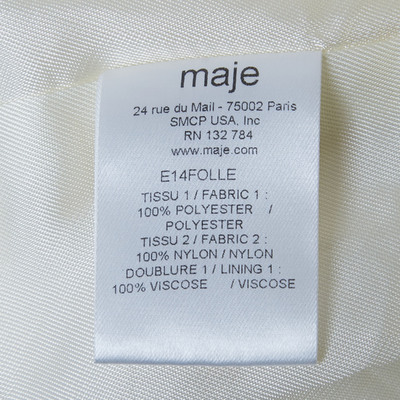 maje
24 rue du Mail - 75002 Paris
SMCP USA, Inc
RN 132 784
www.maje.com
E14FOLLE
TISSU 1 / FABRIC 1 :
100% POLYESTER /
POLYESTER
TISSU 2 / FABRIC 2 :
100% NYLON / NYLON
DOUBLURE 1 / LINING 1 :
100% VISCOSE / VISCOSE